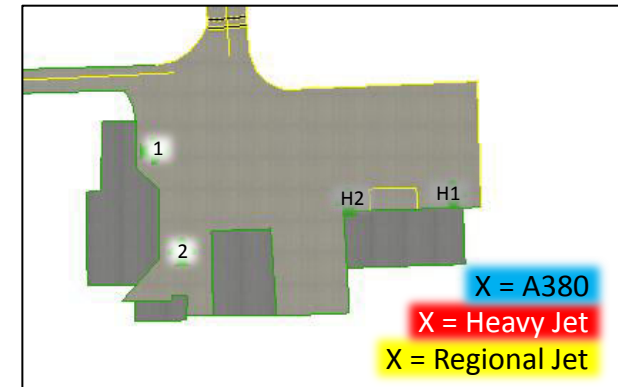 1
H2
H1
2
X = A380
X = Heavy Jet
X = Regional Jet